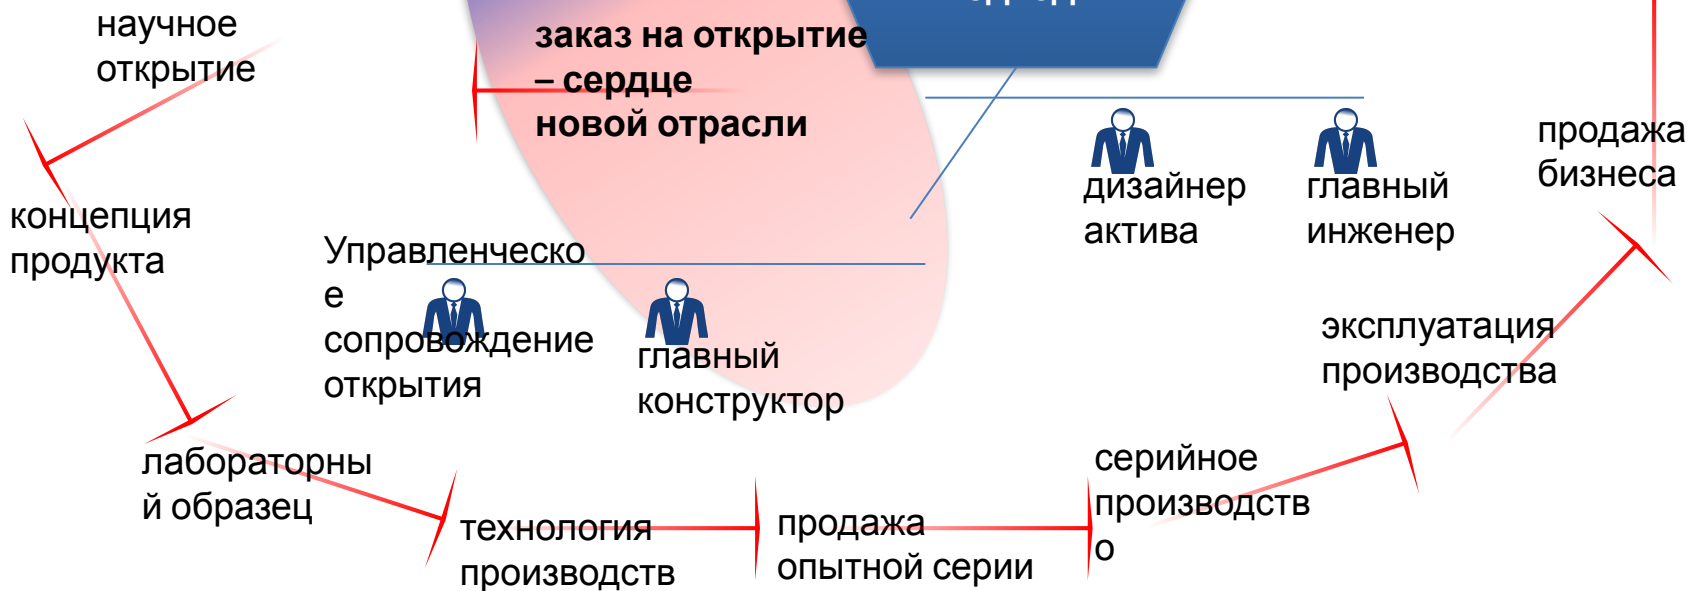 научное
открытие
заказ на открытие
– сердце
новой отрасли
продажа
бизнеса
дизайнер
актива
главный
инженер
концепция
продукта
Управленческо
е
сопровождение
открытия
главный
конструктор
эксплуатация
производства
лабораторны
й образец
серийное
производств
о
технология
производств
продажа
опытной серии